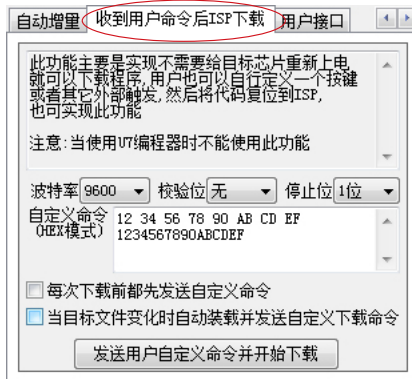 自动增量 收到用户命令后ISP下载 用户接口
此功能主要是实现不需要给目标芯片重新上电
就可以下载程序,用户也可以自行定义一个按键
或者其它外部触发,然后将代码复位到ISP,
也可实现此功能
注意:当使用U7编程器时不能使用此功能
波特率 9600 校验位 无 停止位 1位
自定义命令 12 34 56 78 90 AB CD EF
(HEX模式) 1234567890ABCDEF
每次下载前都先发送自定义命令
当目标文件变化时自动装载并发送自定义下载命令
发送用户自定义命令并开始下载